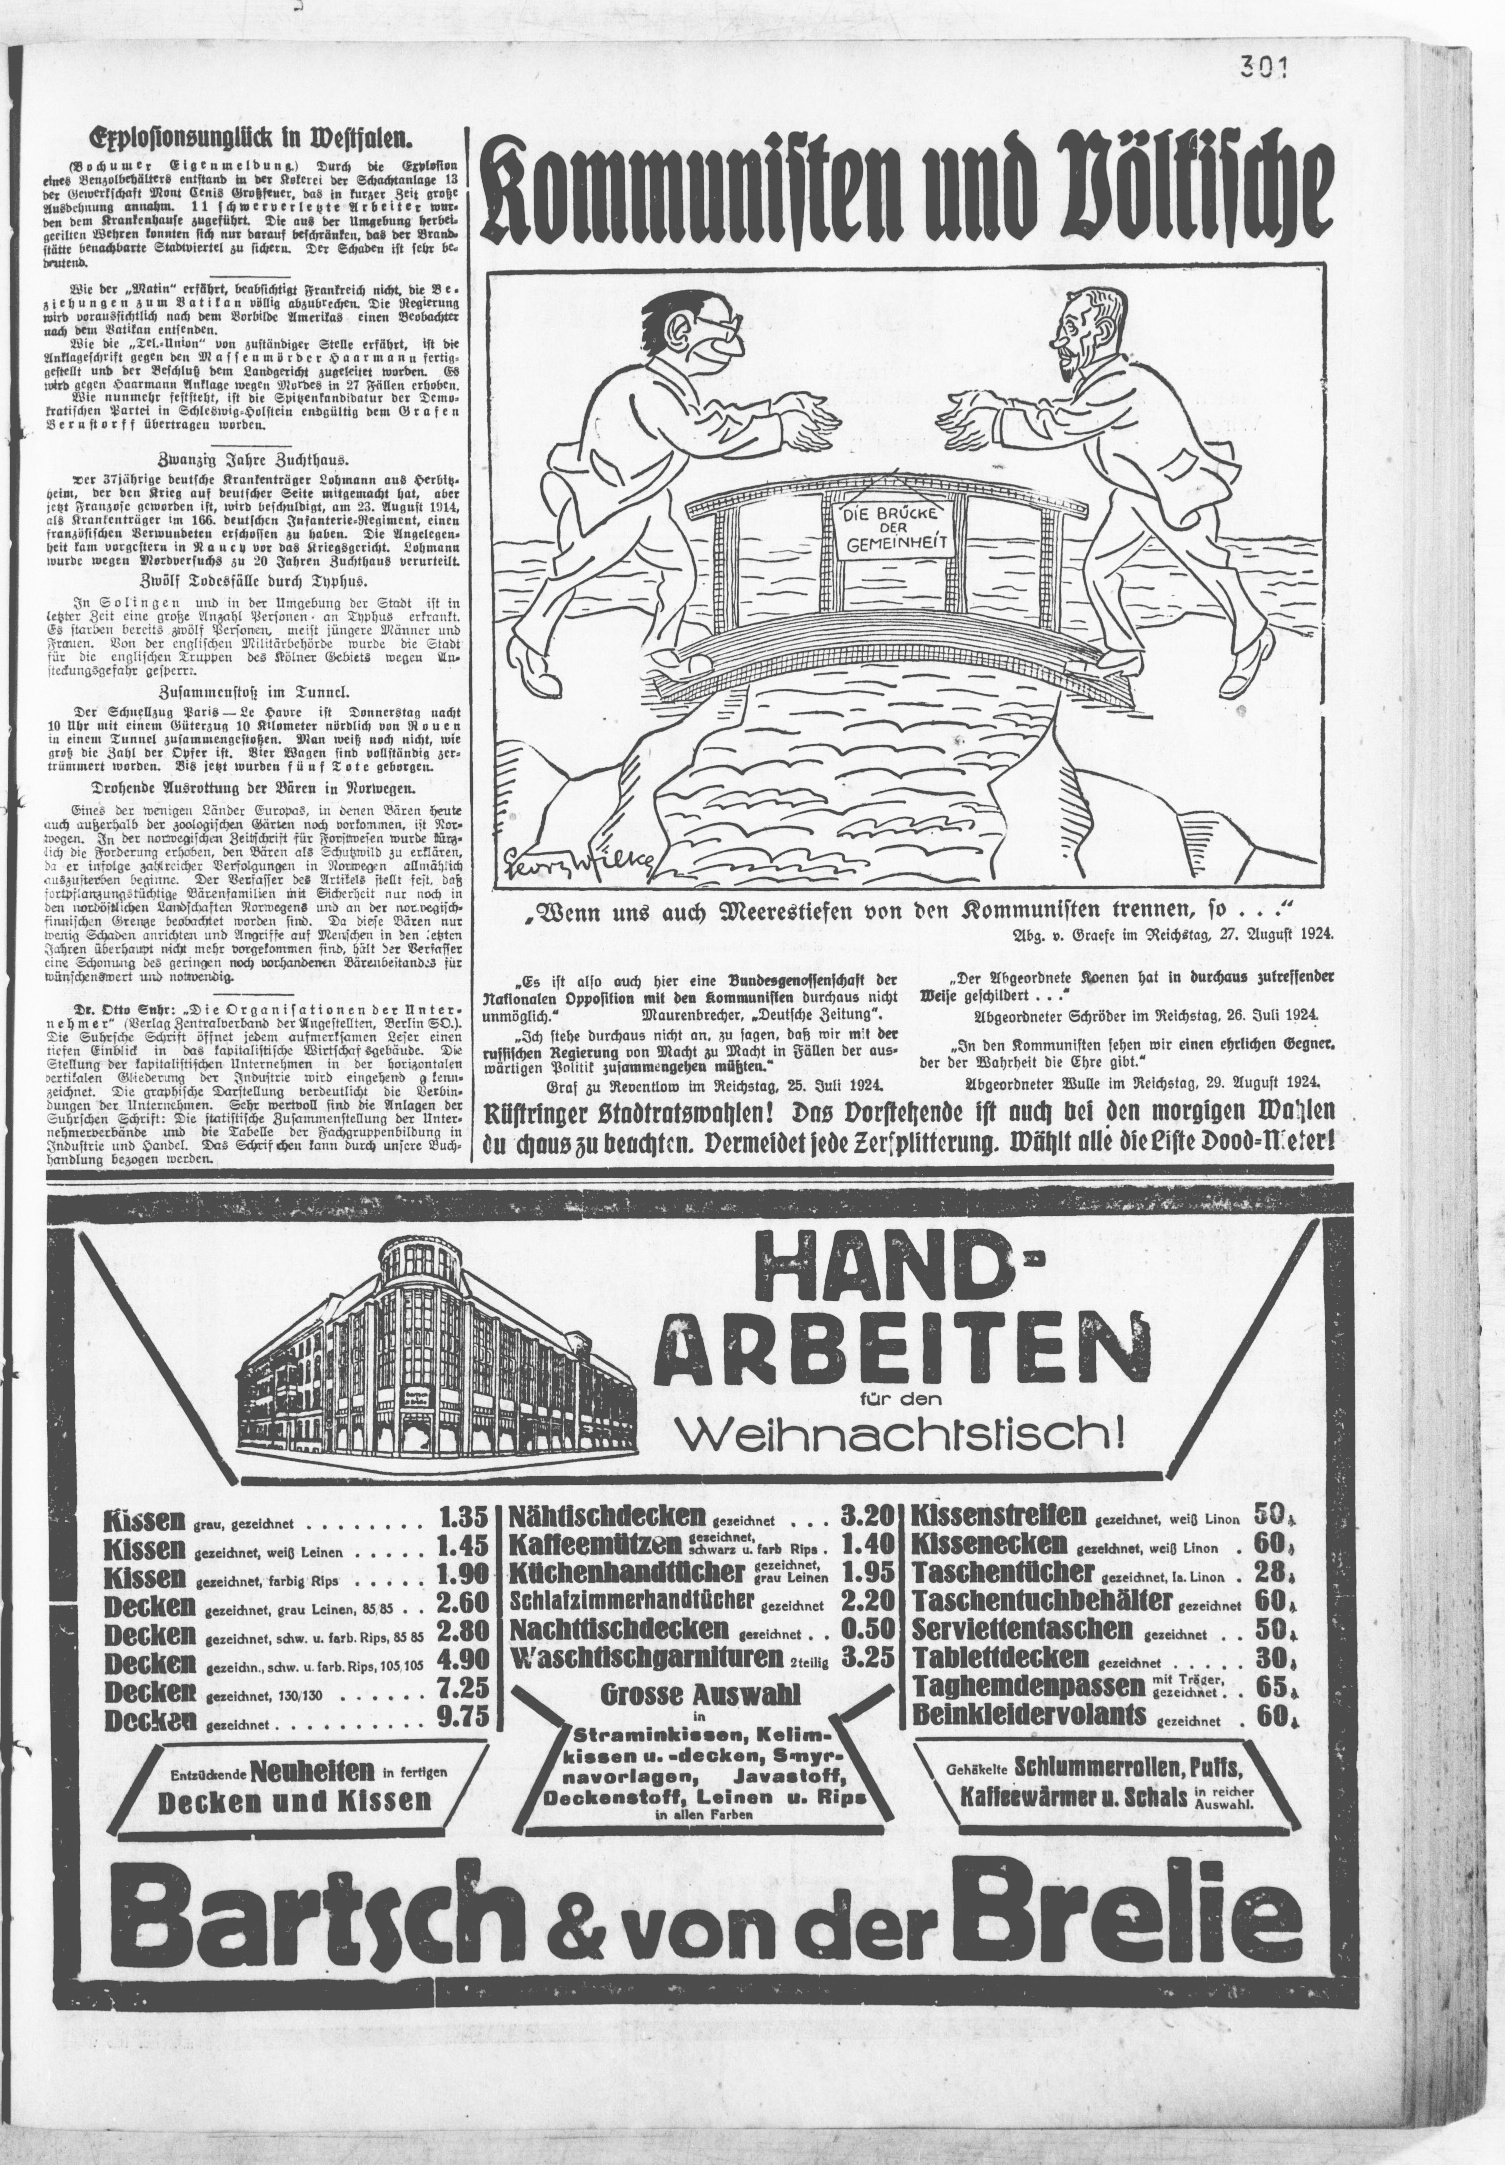 301
Explosionsunglück in Westfalen.
(Bochumer Eigenmeldung.) Durch die Explosion
eines Benzolbehälters entstand in der Kokerei der Schachtanlage 13
der Gewerkschaft Mont Cenis Großfeuer, das in kurzer Zeit große
Ausdehnung annahm. 11 schwerverletzte Arbeiter wur-
den dem Krankenhause zugeführt. Die aus der Umgebung herbei-
geeilten Wehren konnten sich nur darauf beschränken, das der Brand-
stätte benachbarte Stadtviertel zu sichern. Der Schaden ist sehr be-
deutend.
Wie der „Matin“ erfährt, beabsichtigt Frankreich nicht, die Be-
ziehungen zum Vatikan völlig abzubrechen. Die Regierung
wird voraussichtlich nach dem Vorbilde Amerikas einen Beobachter
nach dem Vatikan entsenden.
Wie die „Tel.-Union“ von zuständiger Stelle erfährt, ist die
Anklageschrift gegen den Massenmörder Haarmann fertig-
gestellt und der Beschluß dem Landgericht zugeleitet worden. Es
wird gegen Haarmann Anklage wegen Mordes in 27 Fällen erhoben.
Wie nunmehr feststeht, ist die Spitzenkandidatur der Demo-
kratischen Partei in Schleswig-Holstein endgültig dem Grafen
Bernstorff übertragen worden.
Zwanzig Jahre Zuchthaus.
Der 37jährige deutsche Krankenträger Lohmann aus Herbitz-
heim, der den Krieg auf deutscher Seite mitgemacht hat, aber
jetzt Franzose geworden ist, wird beschuldigt, am 23. August 1914,
als Krankenträger im 166. deutschen Infanterie-Regiment, einen
französischen Verwundeten erschossen zu haben. Die Angelegen-
heit kam vorgestern in Nancy vor das Kriegsgericht. Lohmann
wurde wegen Mordversuchs zu 20 Jahren Zuchthaus verurteilt.
Zwölf Todesfälle durch Typhus.
In Solingen und in der Umgebung der Stadt ist in
letzter Zeit eine große Anzahl Personen an Typhus erkrankt.
Es starben bereits zwölf Personen, meist jüngere Männer und
Frauen. Von der englischen Militärbehörde wurde die Stadt
für die englischen Truppen des Kölner Gebiets wegen An-
steckungsgefahr gesperrt.
Zusammenstoß im Tunnel.
Der Schnellzug Paris—Le Havre ist Donnerstag nacht
10 Uhr mit einem Güterzug 10 Kilometer nördlich von Rouen
in einem Tunnel zusammengestoßen. Man weiß noch nicht, wie
groß die Zahl der Opfer ist. Vier Wagen sind vollständig zer-
trümmert worden. Bis jetzt wurden fünf Tote geborgen.
Drohende Ausrottung der Bären in Norwegen.
Eines der wenigen Länder Europas, in denen Bären heute
auch außerhalb der zoologischen Gärten noch vorkommen, ist Nor-
wegen. In der norwegischen Zeitschrift für Forstwesen wurde kürz-
lich die Forderung erhoben, den Bären als Schutzwild zu erklären,
da er infolge zahlreicher Verfolgungen in Norwegen allmählich
auszusterben beginne. Der Verfasser des Artikels stellt fest, daß
fortpflanzungstüchtige Bärenfamilien mit Sicherheit nur noch in
den nordöstlichen Landschaften Norwegens und an der norwegisch-
finnischen Grenze beobachtet worden sind. Da diese Bären nur
wenig Schaden anrichten und Angriffe auf Menschen in den letzten
Jahren überhaupt nicht mehr vorgekommen sind, hält der Verfasser
eine Schonung des geringen noch vorhandenen Bärenbestandes für
wünschenswert und notwendig.
Dr. Otto Suhr: „Die Organisationen der Unter-
nehmer“ (Verlag Zentralverband der Angestellten, Berlin SO.).
Die Suhrsche Schrift öffnet jedem aufmerksamen Leser einen
tiefen Einblick in das kapitalistische Wirtschaf sgebäude. Die
Stellung der kapitalistischen Unternehmen in der horizontalen
vertikalen Gliederung der Industrie wird eingehend g kenn-
zeichnet. Die graphische Darstellung verdeutlicht die Verbin-
dungen der Unternehmen. Sehr wertvoll sind die Anlagen der
Suhrschen Schrift: Die statistische Zusammenstellung der Unter-
nehmerverbände und die Tabelle der Fachgruppenbildung in
Industrie und Handel. Das Schrif chen kann durch unsere Buch-
handlung bezogen werden.
Kommunisten und Völkische
DIE BRÜCKE
DER
GEMEINHEIT
Georg Wilke
„Wenn uns auch Meerestiefen von den Kommunisten trennen, so . . .“
Abg. v. Graefe im Reichstag, 27. August 1924.
„Es ist also auch hier eine Bundesgenossenschaft der
Nationalen Opposition mit den Kommunisten durchaus nicht
unmöglich.“ Maurenbrecher, „Deutsche Zeitung“.
„Ich stehe durchaus nicht an, zu sagen, daß wir mit der
russischen Regierung von Macht zu Macht in Fällen der aus-
wärtigen Politik zusammengehen müßten.“
Graf zu Reventlow im Reichstag, 25. Juli 1924.
„Der Abgeordnete Koenen hat in durchaus zutreffender
Weise geschildert . . .“
Abgeordneter Schröder im Reichstag, 26. Juli 1924.
„In den Kommunisten sehen wir einen ehrlichen Gegner,
der der Wahrheit die Ehre gibt.“
Abgeordneter Wulle im Reichstag, 29. August 1924.
Rüstringer Stadtratswahlen! Das Vorstehende ist auch bei den morgigen Wahlen
du chaus zu beachten. Vermeidet jede Zersplitterung. Wählt alle die Liste Dood-Meter!
HAND-
ARBEITEN
für den
Weihnachtstisch!
Bartsch
Kissen grau, gezeichnet . . . . . . . . 1.35
Kissen gezeichnet, weiß Leinen . . . . . 1.45
Kissen gezeichnet, farbig Rips . . . . . 1.90
Decken gezeichnet, grau Leinen, 85/85 . . 2.60
Decken gezeichnet, schw. u. farb. Rips, 85 85 2.80
Decken gezeichn., schw. u. farb. Rips, 105,105 4.90
Decken gezeichnet, 130/130 . . . . . . 7.25
Decken gezeichnet . . . . . . . . . . 9.75
Entzückende Neuheiten in fertigen
Decken und Kissen
Nähtischdecken gezeichnet . . . 3.20
Kaffeemützen gezeichnet, schwarz u. farb Rips . 1.40
Küchenhandtücher gezeichnet, grau Leinen 1.95
Schlafzimmerhandtücher gezeichnet 2.20
Nachttischdecken gezeichnet . . 0.50
Waschtischgarnituren 2teilig 3.25
Grosse Auswahl
in
Straminkissen, Kelim-
kissen u. -decken, Smyr-
navorlagen, Javastoff,
Deckenstoff, Leinen u. Rips
in allen Farben
Kissenstreifen gezeichnet, weiß Linon 50₰
Kissenecken gezeichnet, weiß Linon . 60₰
Taschentücher gezeichnet, Ia. Linon . 28₰
Taschentuchbehälter gezeichnet 60₰
Serviettentaschen gezeichnet . . 50₰
Tablettdecken gezeichnet . . . . . 30₰
Taghemdenpassen mit Träger, gezeichnet . . 65₰
Beinkleidervolants gezeichnet . 60₰
Gehäkelte Schlummerrollen, Puffs,
Kaffeewärmer u. Schals in reicher Auswahl.
Bartsch & von der Brelie